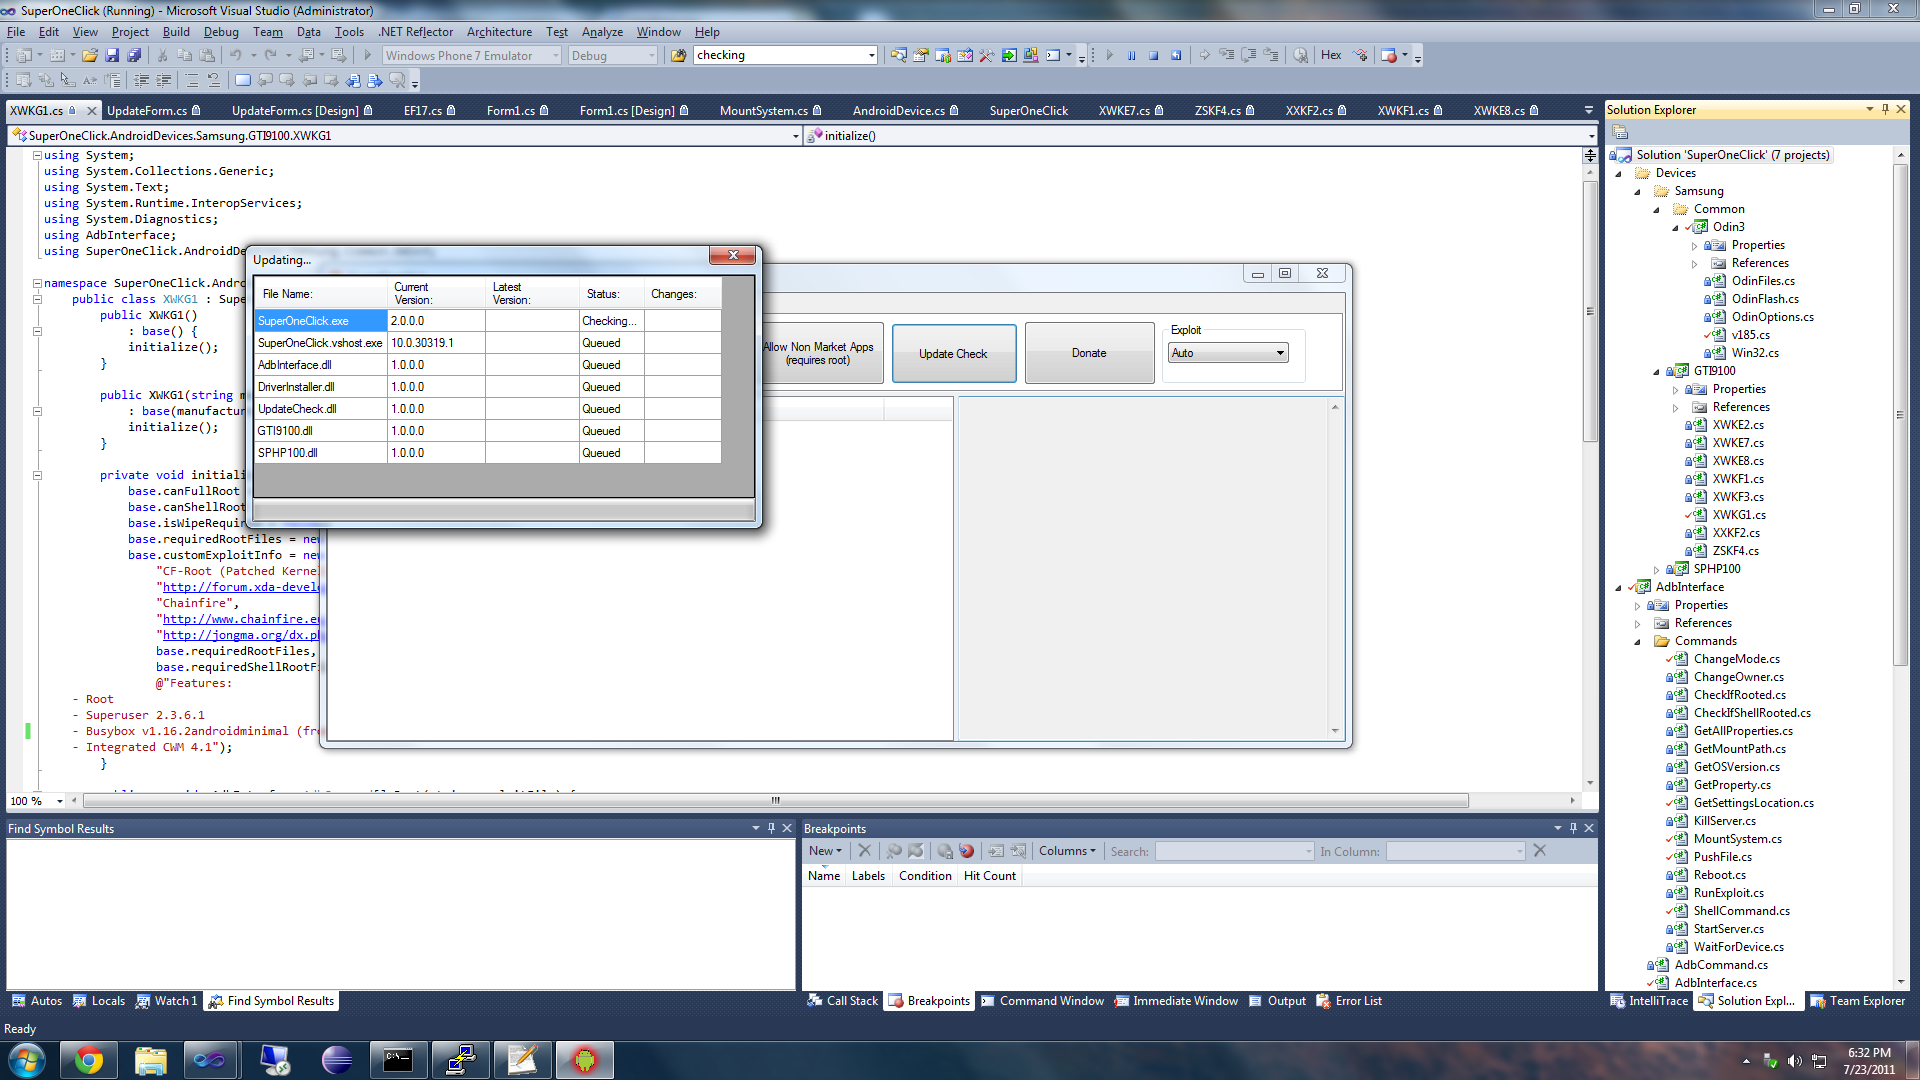 SuperOneClick (Running) - Microsoft Visual Studio (Administrator)
File Edit View Project Build Debug Team Data Tools .NET Reflector Architecture Test Analyze Window Help
Windows Phone 7 Emulator Debug checking Hex
XWKG1.cs UpdateForm.cs UpdateForm.cs [Design] EF17.cs Form1.cs Form1.cs [Design] MountSystem.cs AndroidDevice.cs SuperOneClick XWKE7.cs ZSKF4.cs XXKF2.cs XWKF1.cs XWKE8.cs
SuperOneClick.AndroidDevices.Samsung.GTI9100.XWKG1 initialize()
using System;
using System.Collections.Generic;
using System.Text;
using System.Runtime.InteropServices;
using System.Diagnostics;
using AdbInterface;
using SuperOneClick.AndroidDe
namespace SuperOneClick.Andro
public class XWKG1 : Supe
public XWKG1()
: base() {
initialize();
}
public XWKG1(string m
: base(manufactur
initialize();
}
private void initiali
base.canFullRoot
base.canShellRoot
base.isWipeRequir
base.requiredRootFiles = new
base.customExploitInfo = new
"CF-Root (Patched Kernel
"http://forum.xda-devel
"Chainfire",
"http://www.chainfire.eu
"http://jongma.org/dx.ph
base.requiredRootFiles,
base.requiredShellRootFi
@"Features:
- Root
- Superuser 2.3.6.1
- Busybox v1.16.2androidminimal (fro
- Integrated CWM 4.1");
}
100 %
Updating...
File Name: Current Version: Latest Version: Status: Changes:
SuperOneClick.exe 2.0.0.0 Checking...
SuperOneClick.vshost.exe 10.0.30319.1 Queued
AdbInterface.dll 1.0.0.0 Queued
DriverInstaller.dll 1.0.0.0 Queued
UpdateCheck.dll 1.0.0.0 Queued
GTI9100.dll 1.0.0.0 Queued
SPHP100.dll 1.0.0.0 Queued
Allow Non Market Apps
(requires root)
Update Check
Donate
Exploit
Auto
Solution Explorer
Solution 'SuperOneClick' (7 projects)
Devices
Samsung
Common
Odin3
Properties
References
OdinFiles.cs
OdinFlash.cs
OdinOptions.cs
v185.cs
Win32.cs
GTI9100
Properties
References
XWKE2.cs
XWKE7.cs
XWKE8.cs
XWKF1.cs
XWKF3.cs
XWKG1.cs
XXKF2.cs
ZSKF4.cs
SPHP100
AdbInterface
Properties
References
Commands
ChangeMode.cs
ChangeOwner.cs
CheckIfRooted.cs
CheckIfShellRooted.cs
GetAllProperties.cs
GetMountPath.cs
GetOSVersion.cs
GetProperty.cs
GetSettingsLocation.cs
KillServer.cs
MountSystem.cs
PushFile.cs
Reboot.cs
RunExploit.cs
ShellCommand.cs
StartServer.cs
WaitForDevice.cs
AdbCommand.cs
AdbInterface.cs
Find Symbol Results
Breakpoints
New Columns Search: In Column:
Name Labels Condition Hit Count
Autos Locals Watch 1 Find Symbol Results
Call Stack Breakpoints Command Window Immediate Window Output Error List
IntelliTrace Solution Expl... Team Explorer
Ready
6:32 PM
7/23/2011